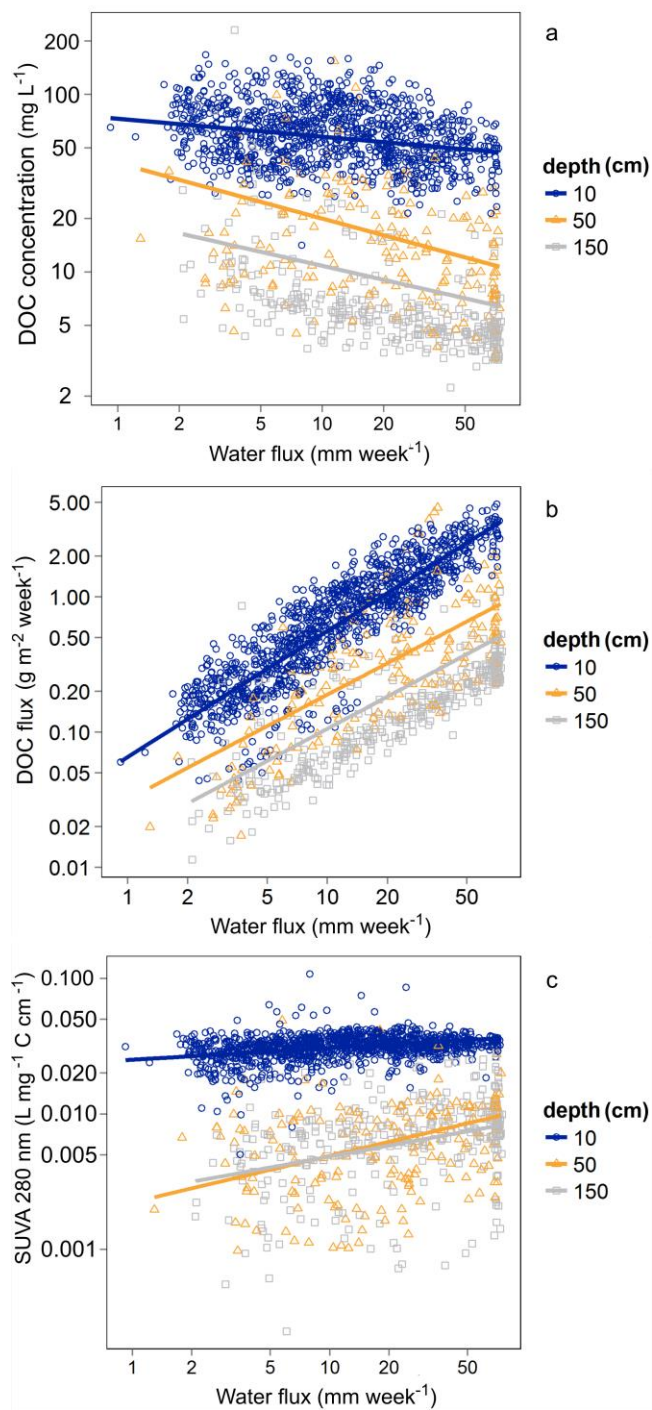 a
DOC concentration (mg L⁻¹)
200
100
50
20
10
5
2
1 2 5 10 20 50
Water flux (mm week⁻¹)
depth (cm)
10
50
150
b
DOC flux (g m⁻² week⁻¹)
5.00
2.00
1.00
0.50
0.20
0.10
0.05
0.02
0.01
1 2 5 10 20 50
Water flux (mm week⁻¹)
depth (cm)
10
50
150
c
SUVA 280 nm (L mg⁻¹ C cm⁻¹)
0.100
0.050
0.020
0.010
0.005
0.001
1 2 5 10 20 50
Water flux (mm week⁻¹)
depth (cm)
10
50
150